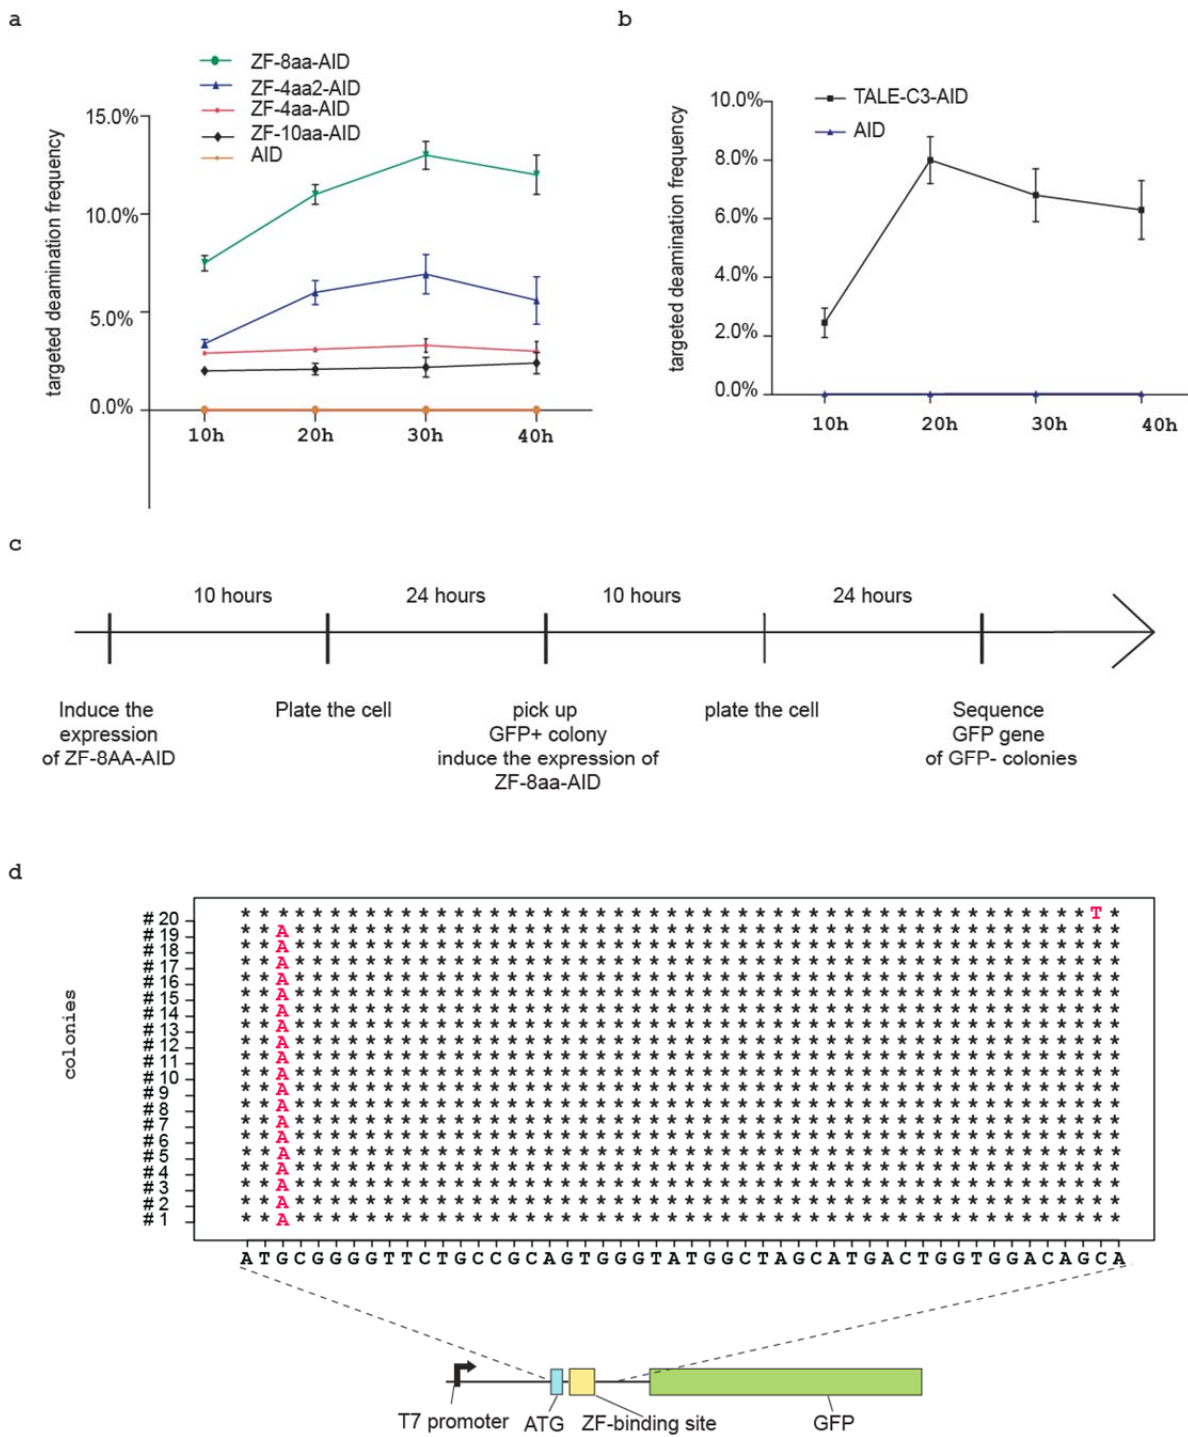 a
ZF-8aa-AID
ZF-4aa2-AID
ZF-4aa-AID
ZF-10aa-AID
AID
targeted deamination frequency
15.0%
10.0%
5.0%
0.0%
10h 20h 30h 40h
b
TALE-C3-AID
AID
targeted deamination frequency
10.0%
8.0%
6.0%
4.0%
2.0%
0.0%
10h 20h 30h 40h
c
10 hours 24 hours 10 hours 24 hours
Induce the
expression
of ZF-8AA-AID
Plate the cell
pick up
GFP+ colony
induce the expression of
ZF-8aa-AID
plate the cell
Sequence
GFP gene
of GFP- colonies
d
colonies
#20 * * * * * * * * * * * * * * * * * * * * * * * * * * * * * * * * * * * * * * * * * * * * * * * * T *
#19 * * A * * * * * * * * * * * * * * * * * * * * * * * * * * * * * * * * * * * * * * * * * * * * * * *
#18 * * A * * * * * * * * * * * * * * * * * * * * * * * * * * * * * * * * * * * * * * * * * * * * * * *
#17 * * A * * * * * * * * * * * * * * * * * * * * * * * * * * * * * * * * * * * * * * * * * * * * * * *
#16 * * A * * * * * * * * * * * * * * * * * * * * * * * * * * * * * * * * * * * * * * * * * * * * * * *
#15 * * A * * * * * * * * * * * * * * * * * * * * * * * * * * * * * * * * * * * * * * * * * * * * * * *
#14 * * A * * * * * * * * * * * * * * * * * * * * * * * * * * * * * * * * * * * * * * * * * * * * * * *
#13 * * A * * * * * * * * * * * * * * * * * * * * * * * * * * * * * * * * * * * * * * * * * * * * * * *
#12 * * A * * * * * * * * * * * * * * * * * * * * * * * * * * * * * * * * * * * * * * * * * * * * * * *
#11 * * A * * * * * * * * * * * * * * * * * * * * * * * * * * * * * * * * * * * * * * * * * * * * * * *
#10 * * A * * * * * * * * * * * * * * * * * * * * * * * * * * * * * * * * * * * * * * * * * * * * * * *
#9 * * A * * * * * * * * * * * * * * * * * * * * * * * * * * * * * * * * * * * * * * * * * * * * * * *
#8 * * A * * * * * * * * * * * * * * * * * * * * * * * * * * * * * * * * * * * * * * * * * * * * * * *
#7 * * A * * * * * * * * * * * * * * * * * * * * * * * * * * * * * * * * * * * * * * * * * * * * * * *
#6 * * A * * * * * * * * * * * * * * * * * * * * * * * * * * * * * * * * * * * * * * * * * * * * * * *
#5 * * A * * * * * * * * * * * * * * * * * * * * * * * * * * * * * * * * * * * * * * * * * * * * * * *
#4 * * A * * * * * * * * * * * * * * * * * * * * * * * * * * * * * * * * * * * * * * * * * * * * * * *
#3 * * A * * * * * * * * * * * * * * * * * * * * * * * * * * * * * * * * * * * * * * * * * * * * * * *
#2 * * A * * * * * * * * * * * * * * * * * * * * * * * * * * * * * * * * * * * * * * * * * * * * * * *
#1 * * A * * * * * * * * * * * * * * * * * * * * * * * * * * * * * * * * * * * * * * * * * * * * * * *
A T G C G G G G T T C T G C C G C A G T G G G T A T G G C T A G C A T G A C T G G T G G A C A G C A
T7 promoter ATG ZF-binding site GFP